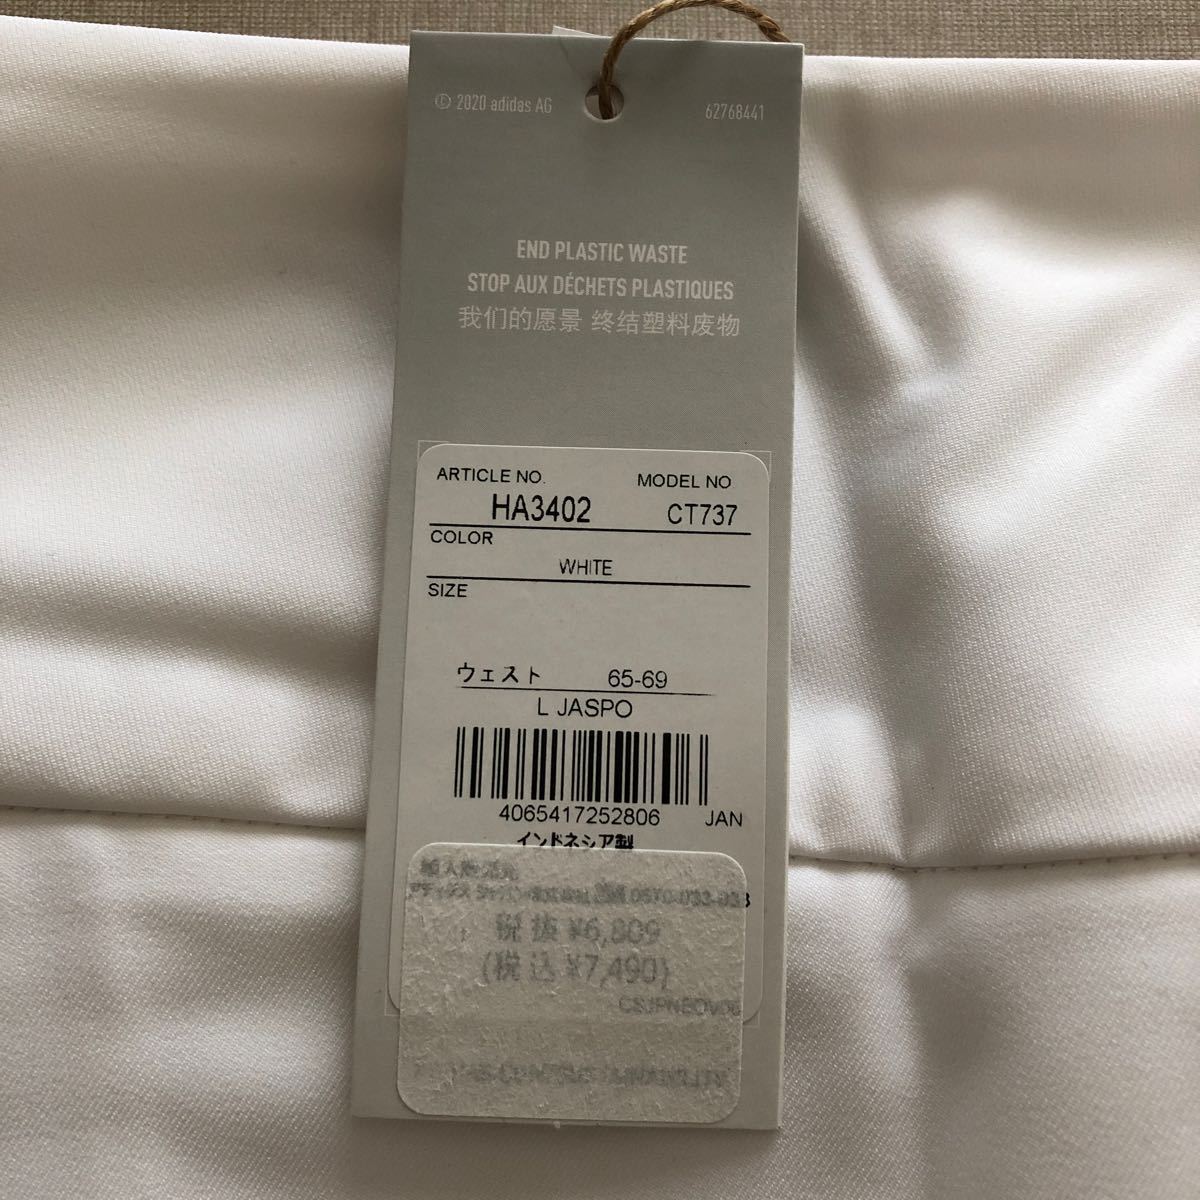 © 2020 adidas AG
62768441
END PLASTIC WASTE
STOP AUX DÉCHETS PLASTIQUES
我们的愿景 终结塑料废物
ARTICLE NO. MODEL NO
HA3402 CT737
COLOR
WHITE
SIZE
ウェスト 65-69
L JASPO
4065417252806 JAN
インドネシア製
税抜 ¥6,809
(税込 ¥7,490)